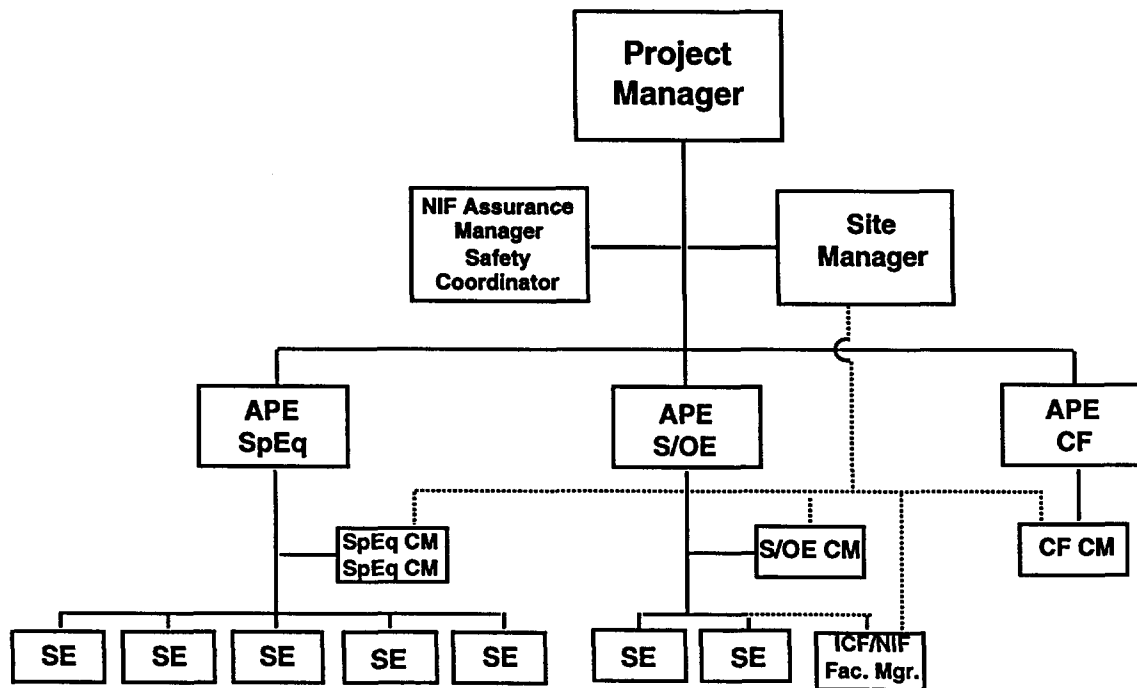 Project
Manager
NIF Assurance
Manager
Safety
Coordinator
Site
Manager
APE
SpEq
APE
S/OE
APE
CF
SpEq CM
SpEq CM
S/OE CM
CF CM
SE
SE
SE
SE
SE
SE
SE
ICF/NIF
Fac. Mgr.